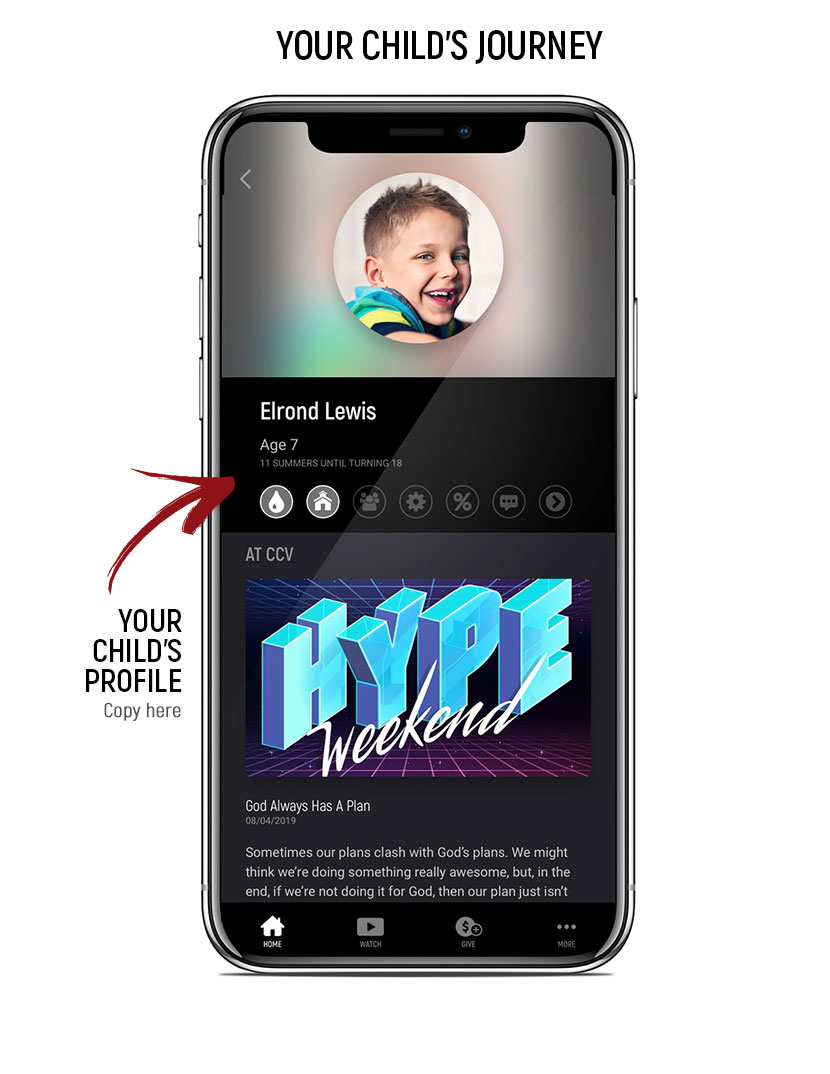 YOUR CHILD'S JOURNEY
Elrond Lewis
Age 7
11 SUMMERS UNTIL TURNING 18
YOUR
CHILD'S
PROFILE
Copy here
AT CCV
HYPE
weekend
God Always Has A Plan
08/04/2019
Sometimes our plans clash with God's plans. We might
think we're doing something really awesome, but, in the
end, if we're not doing it for God, then our plan just isn't
HOME
WATCH
GIVE
MORE